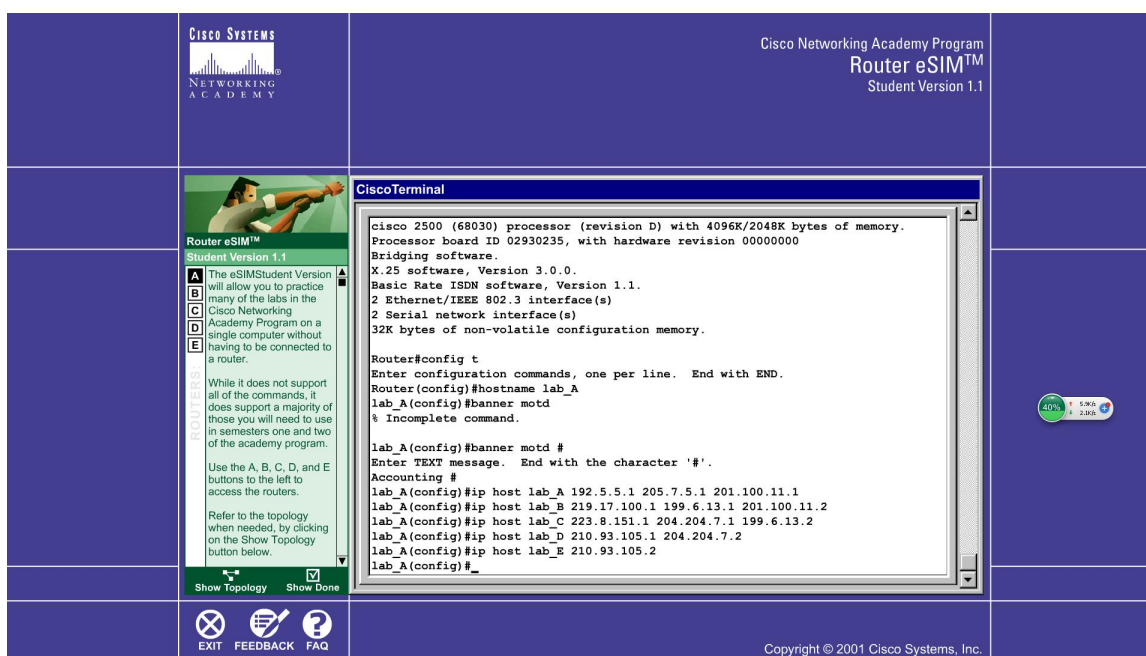 CISCO SYSTEMS
NETWORKING
ACADEMY
Cisco Networking Academy Program
Router eSIM™
Student Version 1.1
Router eSIM™
Student Version 1.1
A
B
C
D
E
ROUTERS:
The eSIMStudent Version
will allow you to practice
many of the labs in the
Cisco Networking
Academy Program on a
single computer without
having to be connected to
a router.
While it does not support
all of the commands, it
does support a majority of
those you will need to use
in semesters one and two
of the academy program.
Use the A, B, C, D, and E
buttons to the left to
access the routers.
Refer to the topology
when needed, by clicking
on the Show Topology
button below.
Show Topology Show Done
CiscoTerminal
cisco 2500 (68030) processor (revision D) with 4096K/2048K bytes of memory.
Processor board ID 02930235, with hardware revision 00000000
Bridging software.
X.25 software, Version 3.0.0.
Basic Rate ISDN software, Version 1.1.
2 Ethernet/IEEE 802.3 interface(s)
2 Serial network interface(s)
32K bytes of non-volatile configuration memory.
Router#config t
Enter configuration commands, one per line. End with END.
Router(config)#hostname lab_A
lab_A(config)#banner motd
% Incomplete command.
lab_A(config)#banner motd #
Enter TEXT message. End with the character '#'.
Accounting #
lab_A(config)#ip host lab_A 192.5.5.1 205.7.5.1 201.100.11.1
lab_A(config)#ip host lab_B 219.17.100.1 199.6.13.1 201.100.11.2
lab_A(config)#ip host lab_C 223.8.151.1 204.204.7.1 199.6.13.2
lab_A(config)#ip host lab_D 210.93.105.1 204.204.7.2
lab_A(config)#ip host lab_E 210.93.105.2
lab_A(config)#_
40%
5.9K/s
2.1K/s
EXIT FEEDBACK FAQ
Copyright © 2001 Cisco Systems, Inc.